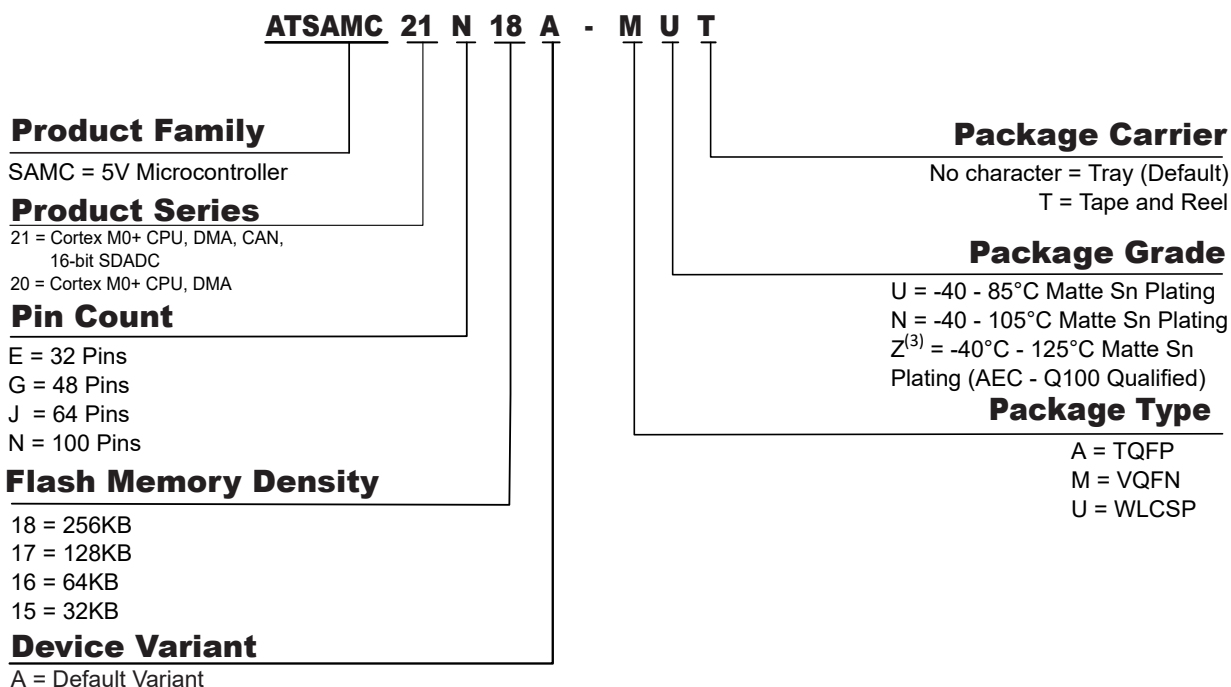 ATSAMC 21 N 18 A - M U T
Product Family
SAMC = 5V Microcontroller
Product Series
21 = Cortex M0+ CPU, DMA, CAN,
16-bit SDADC
20 = Cortex M0+ CPU, DMA
Pin Count
E = 32 Pins
G = 48 Pins
J = 64 Pins
N = 100 Pins
Flash Memory Density
18 = 256KB
17 = 128KB
16 = 64KB
15 = 32KB
Device Variant
A = Default Variant
Package Carrier
No character = Tray (Default)
T = Tape and Reel
Package Grade
U = -40 - 85°C Matte Sn Plating
N = -40 - 105°C Matte Sn Plating
Z(3) = -40°C - 125°C Matte Sn
Plating (AEC - Q100 Qualified)
Package Type
A = TQFP
M = VQFN
U = WLCSP